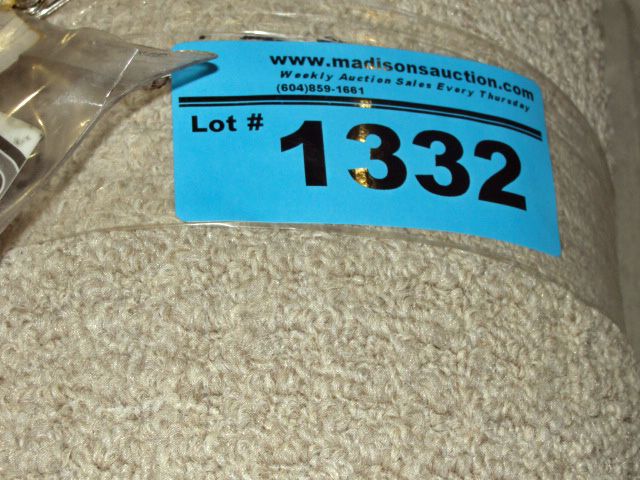 www.madisonsauction.com
Weekly Auction Sales Every Thursday
(604)859-1661
Lot # 1332